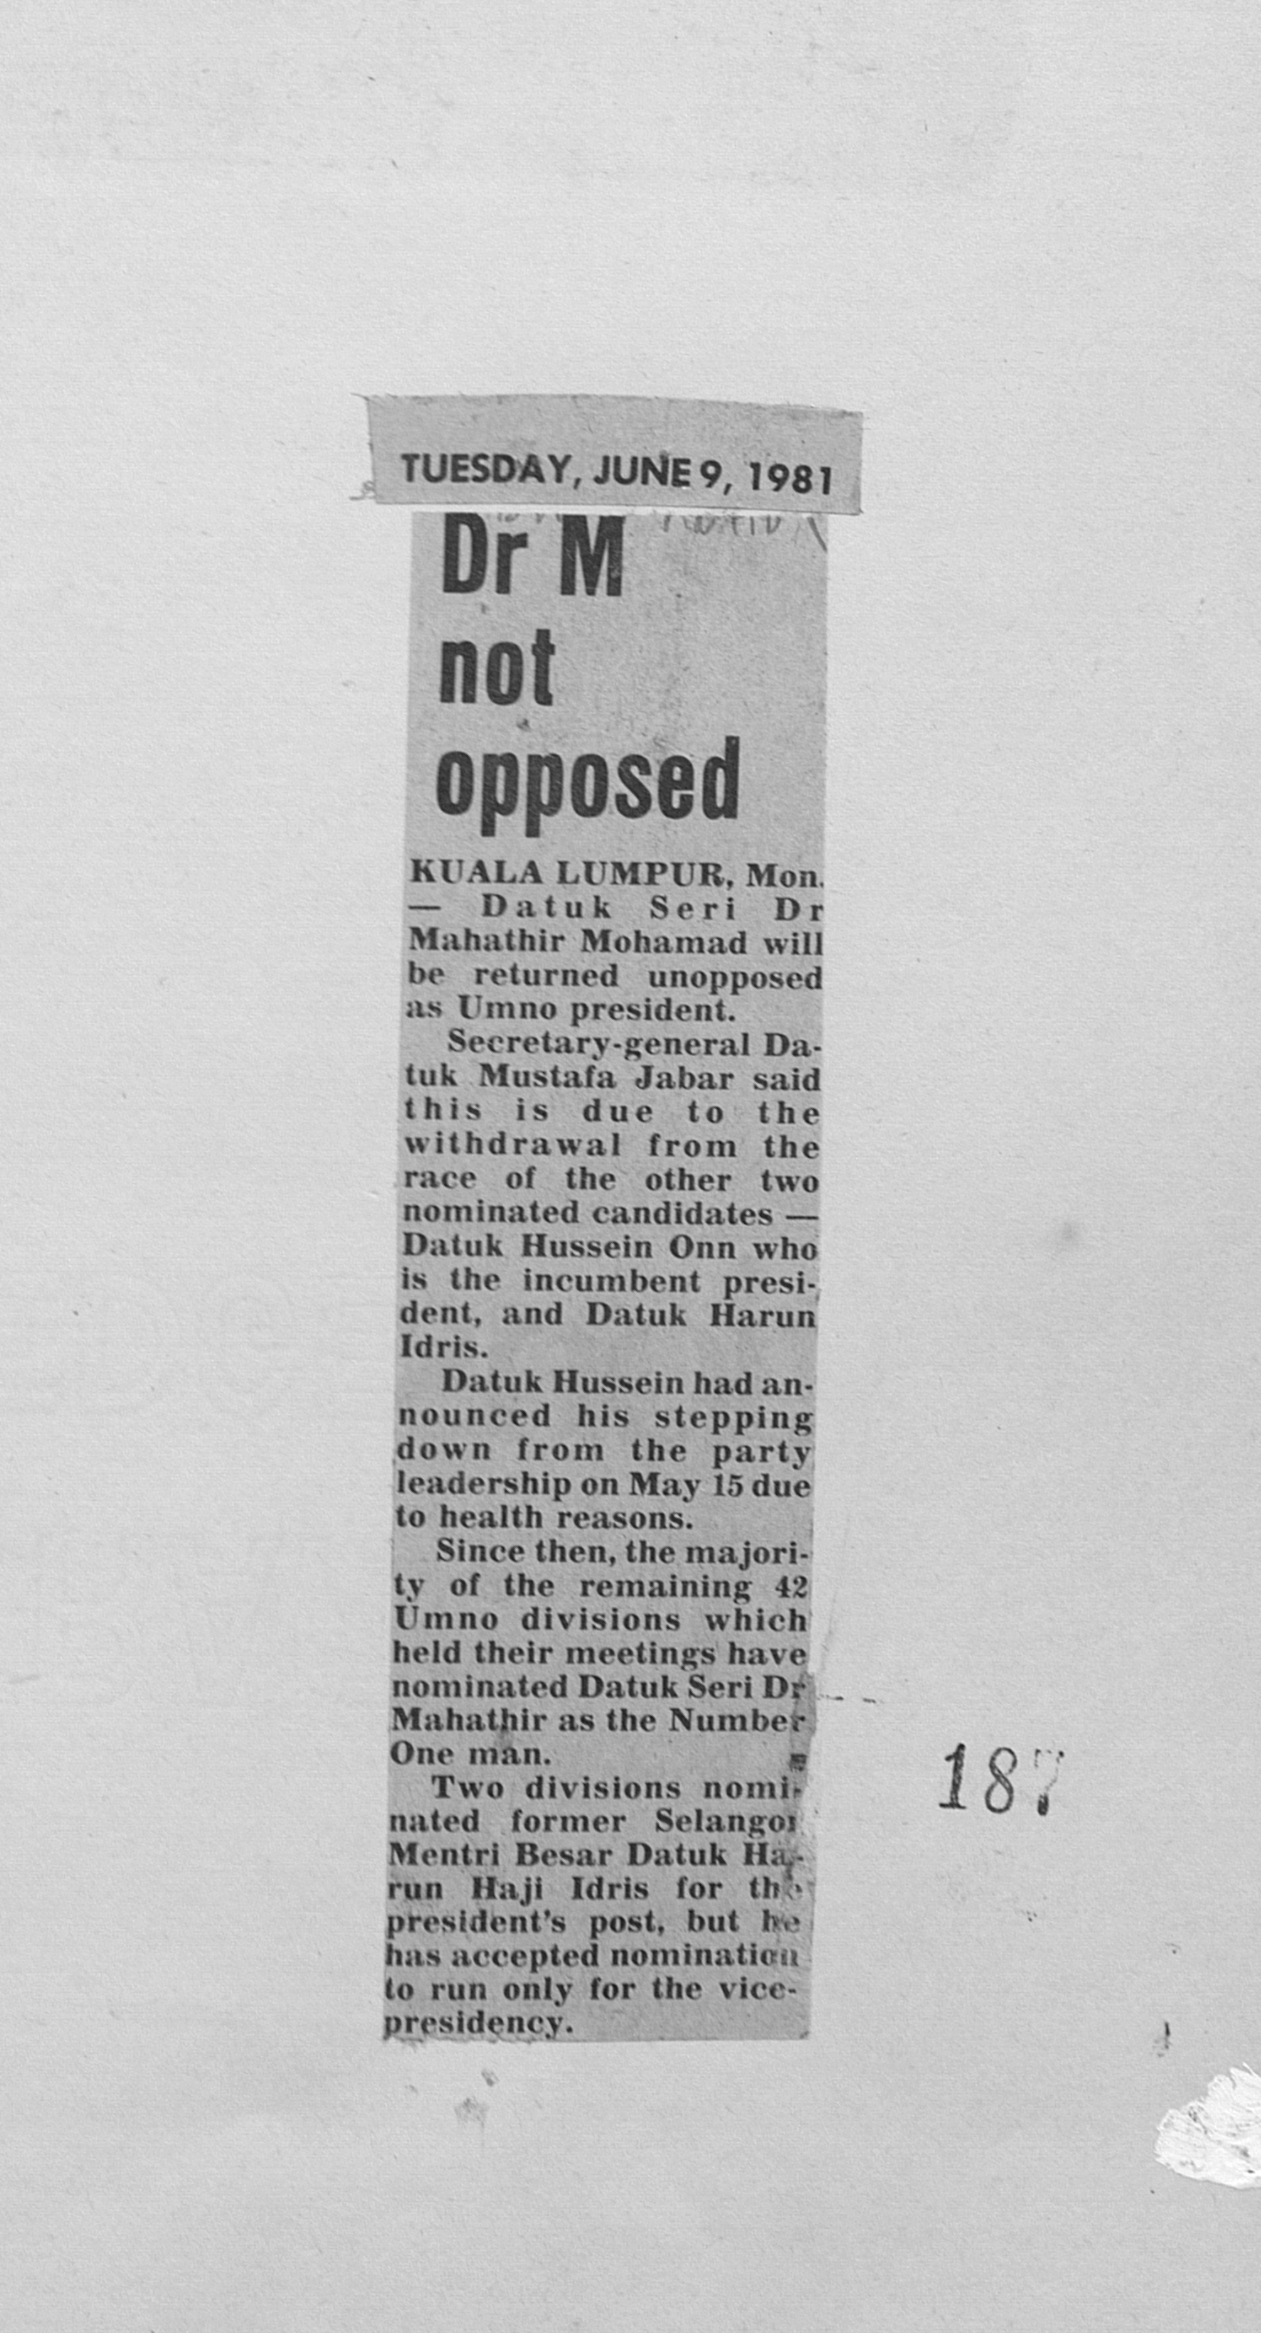 TUESDAY, JUNE 9, 1981
Dr M
not
opposed
KUALA LUMPUR, Mon.
— Datuk Seri Dr
Mahathir Mohamad will
be returned unopposed
as Umno president.
Secretary-general Da-
tuk Mustafa Jabar said
this is due to the
withdrawal from the
race of the other two
nominated candidates —
Datuk Hussein Onn who
is the incumbent presi-
dent, and Datuk Harun
Idris.
Datuk Hussein had an-
nounced his stepping
down from the party
leadership on May 15 due
to health reasons.
Since then, the majori-
ty of the remaining 42
Umno divisions which
held their meetings have
nominated Datuk Seri Dr
Mahathir as the Number
One man.
Two divisions nomi-
nated former Selangor
Mentri Besar Datuk Ha-
run Haji Idris for the
president's post, but he
has accepted nomination
to run only for the vice-
presidency.
187